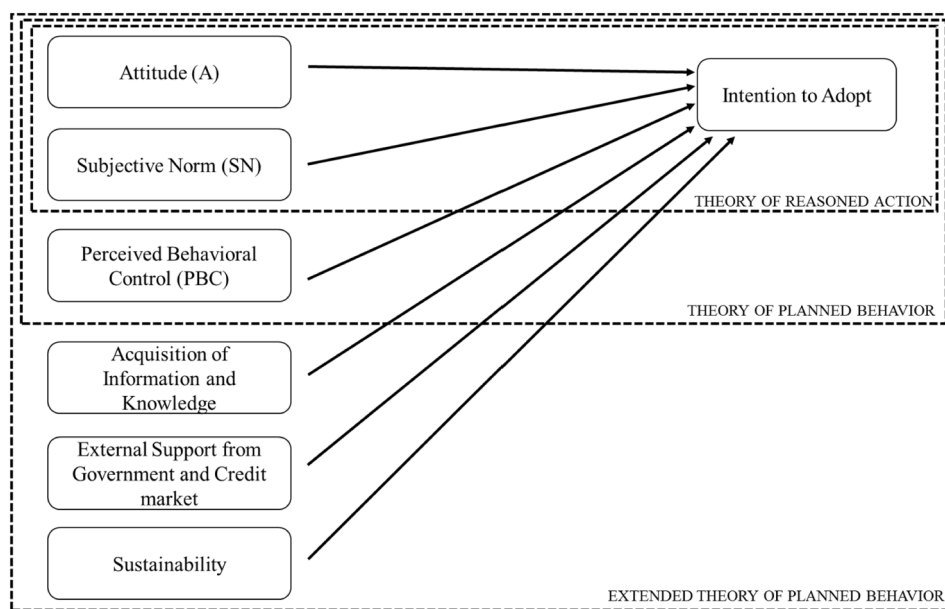 Attitude (A)
Intention to Adopt
Subjective Norm (SN)
THEORY OF REASONED ACTION
Perceived Behavioral
Control (PBC)
THEORY OF PLANNED BEHAVIOR
Acquisition of
Information and
Knowledge
External Support from
Government and Credit
market
Sustainability
EXTENDED THEORY OF PLANNED BEHAVIOR